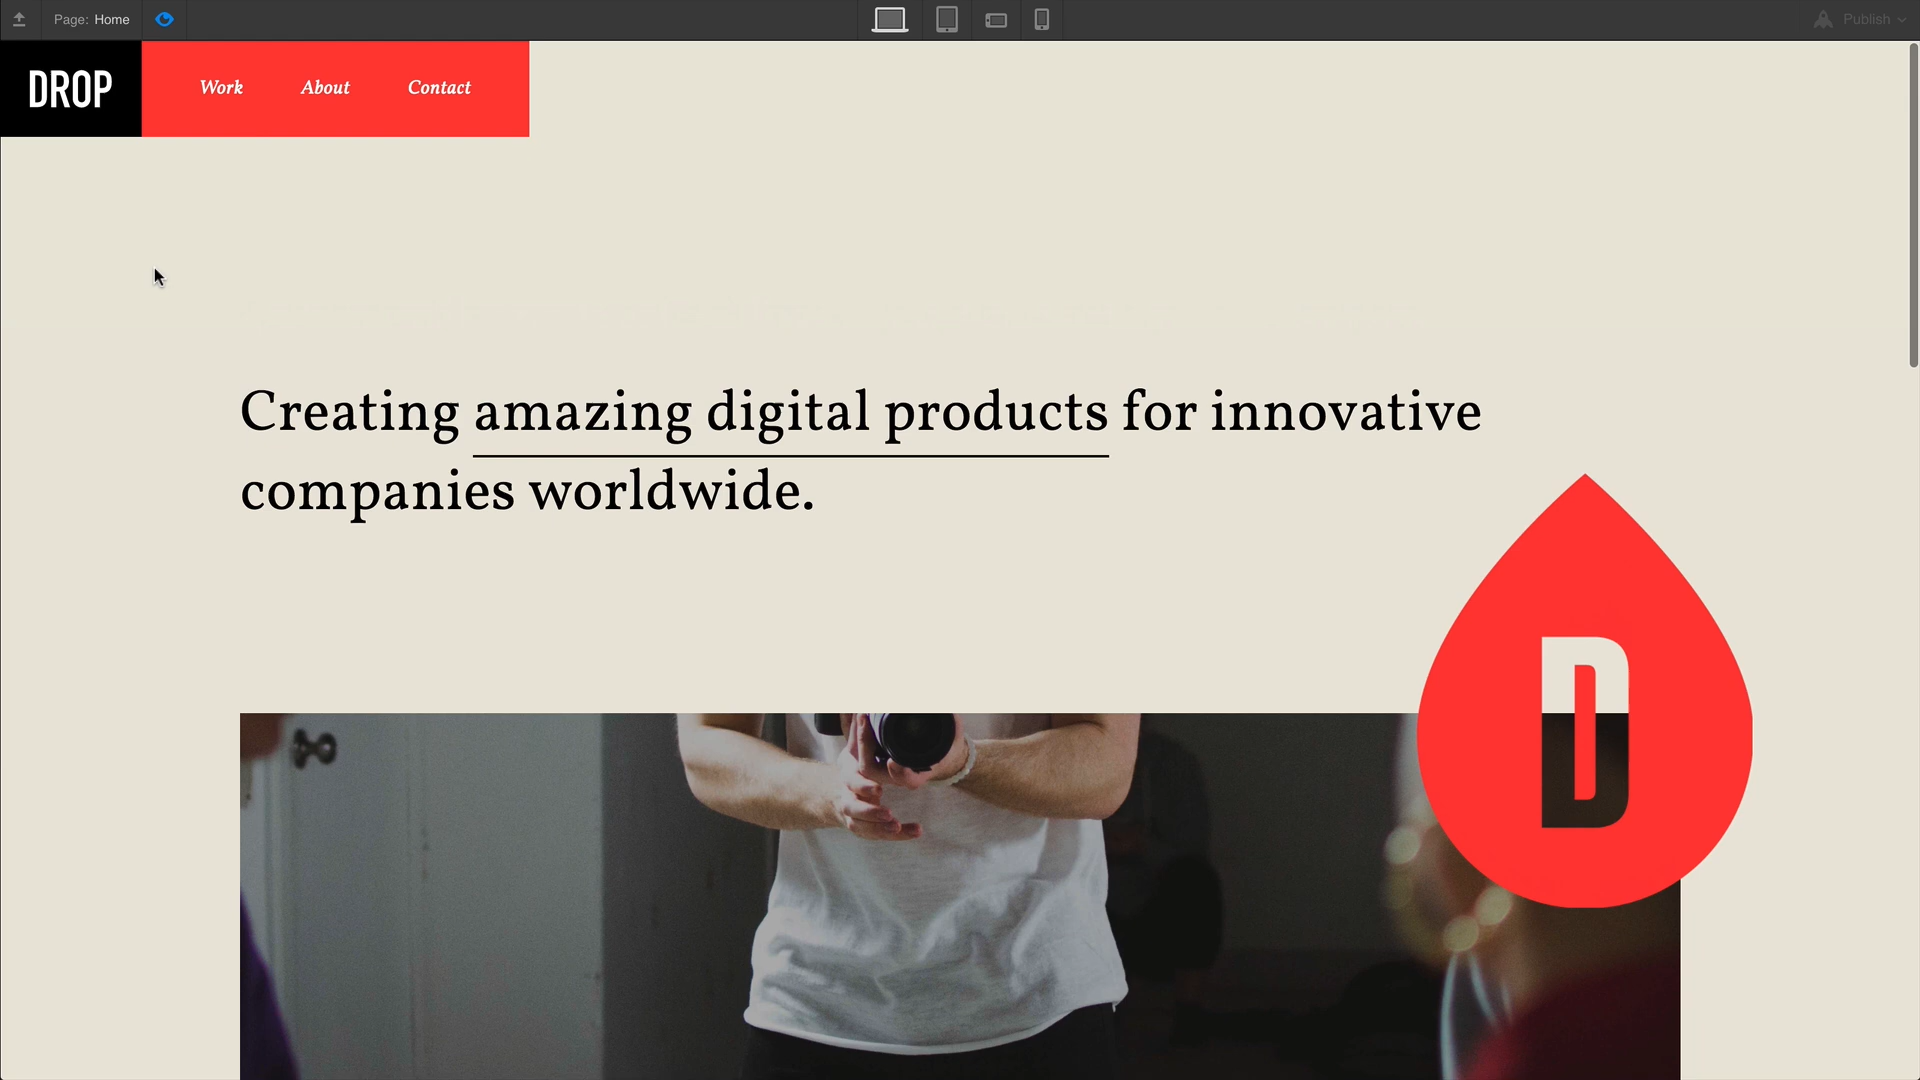 Page: Home
Publish
DROP
Work About Contact
Creating amazing digital products for innovative
companies worldwide.
D